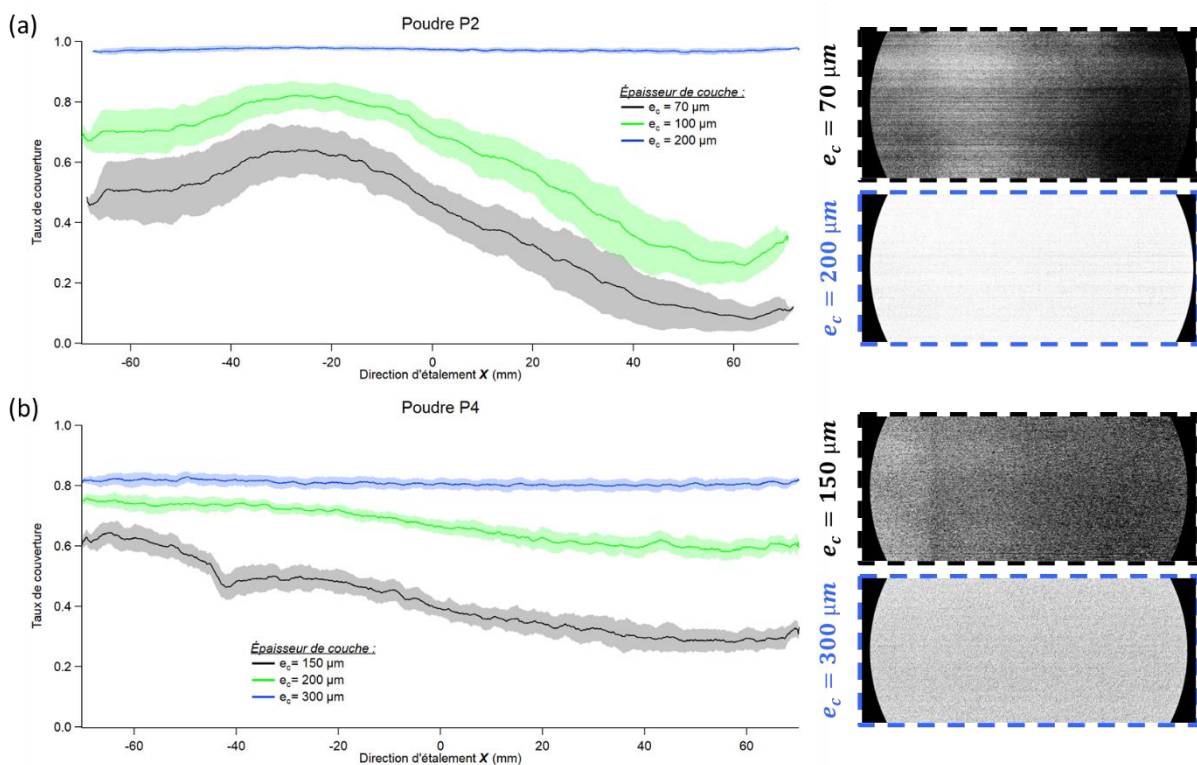 (a)
Poudre P2
Taux de couverture
1.0
0.8
0.6
0.4
0.2
0.0
Épaisseur de couche :
e_c = 70 µm
e_c = 100 µm
e_c = 200 µm
-60 -40 -20 0 20 40 60
Direction d'étalement X (mm)
e_c = 70 µm
e_c = 200 µm
(b)
Poudre P4
Taux de couverture
1.0
0.8
0.6
0.4
0.2
0.0
Épaisseur de couche :
e_c= 150 µm
e_c= 200 µm
e_c= 300 µm
-60 -40 -20 0 20 40 60
Direction d'étalement X (mm)
e_c = 150 µm
e_c = 300 µm